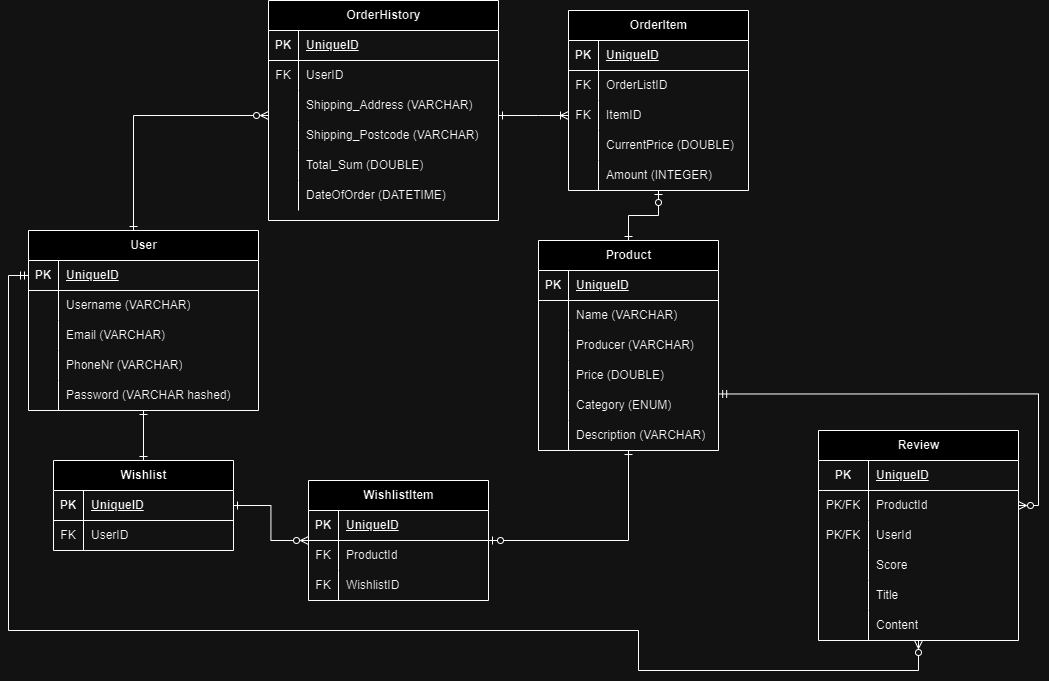 OrderHistory
PK UniqueID
FK UserID
Shipping_Address (VARCHAR)
Shipping_Postcode (VARCHAR)
Total_Sum (DOUBLE)
DateOfOrder (DATETIME)
OrderItem
PK UniqueID
FK OrderListID
FK ItemID
CurrentPrice (DOUBLE)
Amount (INTEGER)
User
PK UniqueID
Username (VARCHAR)
Email (VARCHAR)
PhoneNr (VARCHAR)
Password (VARCHAR hashed)
Product
PK UniqueID
Name (VARCHAR)
Producer (VARCHAR)
Price (DOUBLE)
Category (ENUM)
Description (VARCHAR)
Wishlist
PK UniqueID
FK UserID
WishlistItem
PK UniqueID
FK ProductId
FK WishlistID
Review
PK UniqueID
PK/FK ProductId
PK/FK UserId
Score
Title
Content